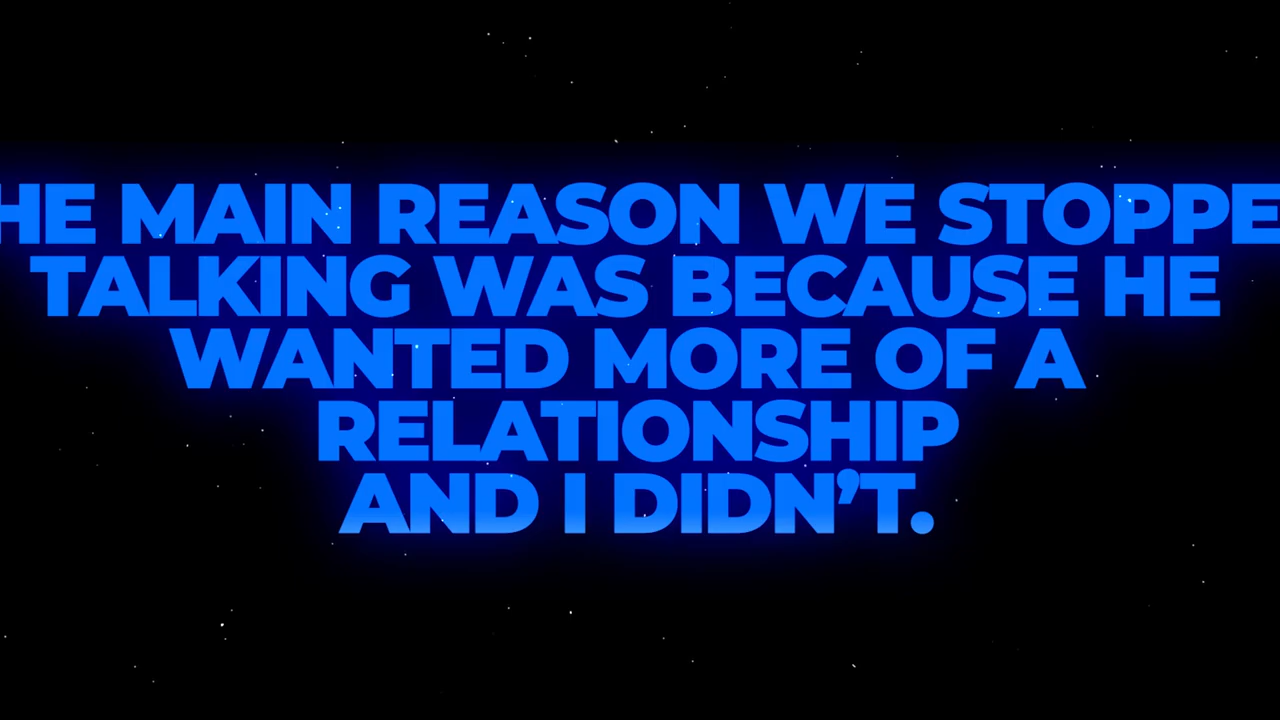 HE MAIN REASON WE STOPPE
TALKING WAS BECAUSE HE
WANTED MORE OF A
RELATIONSHIP
AND I DIDN’T.